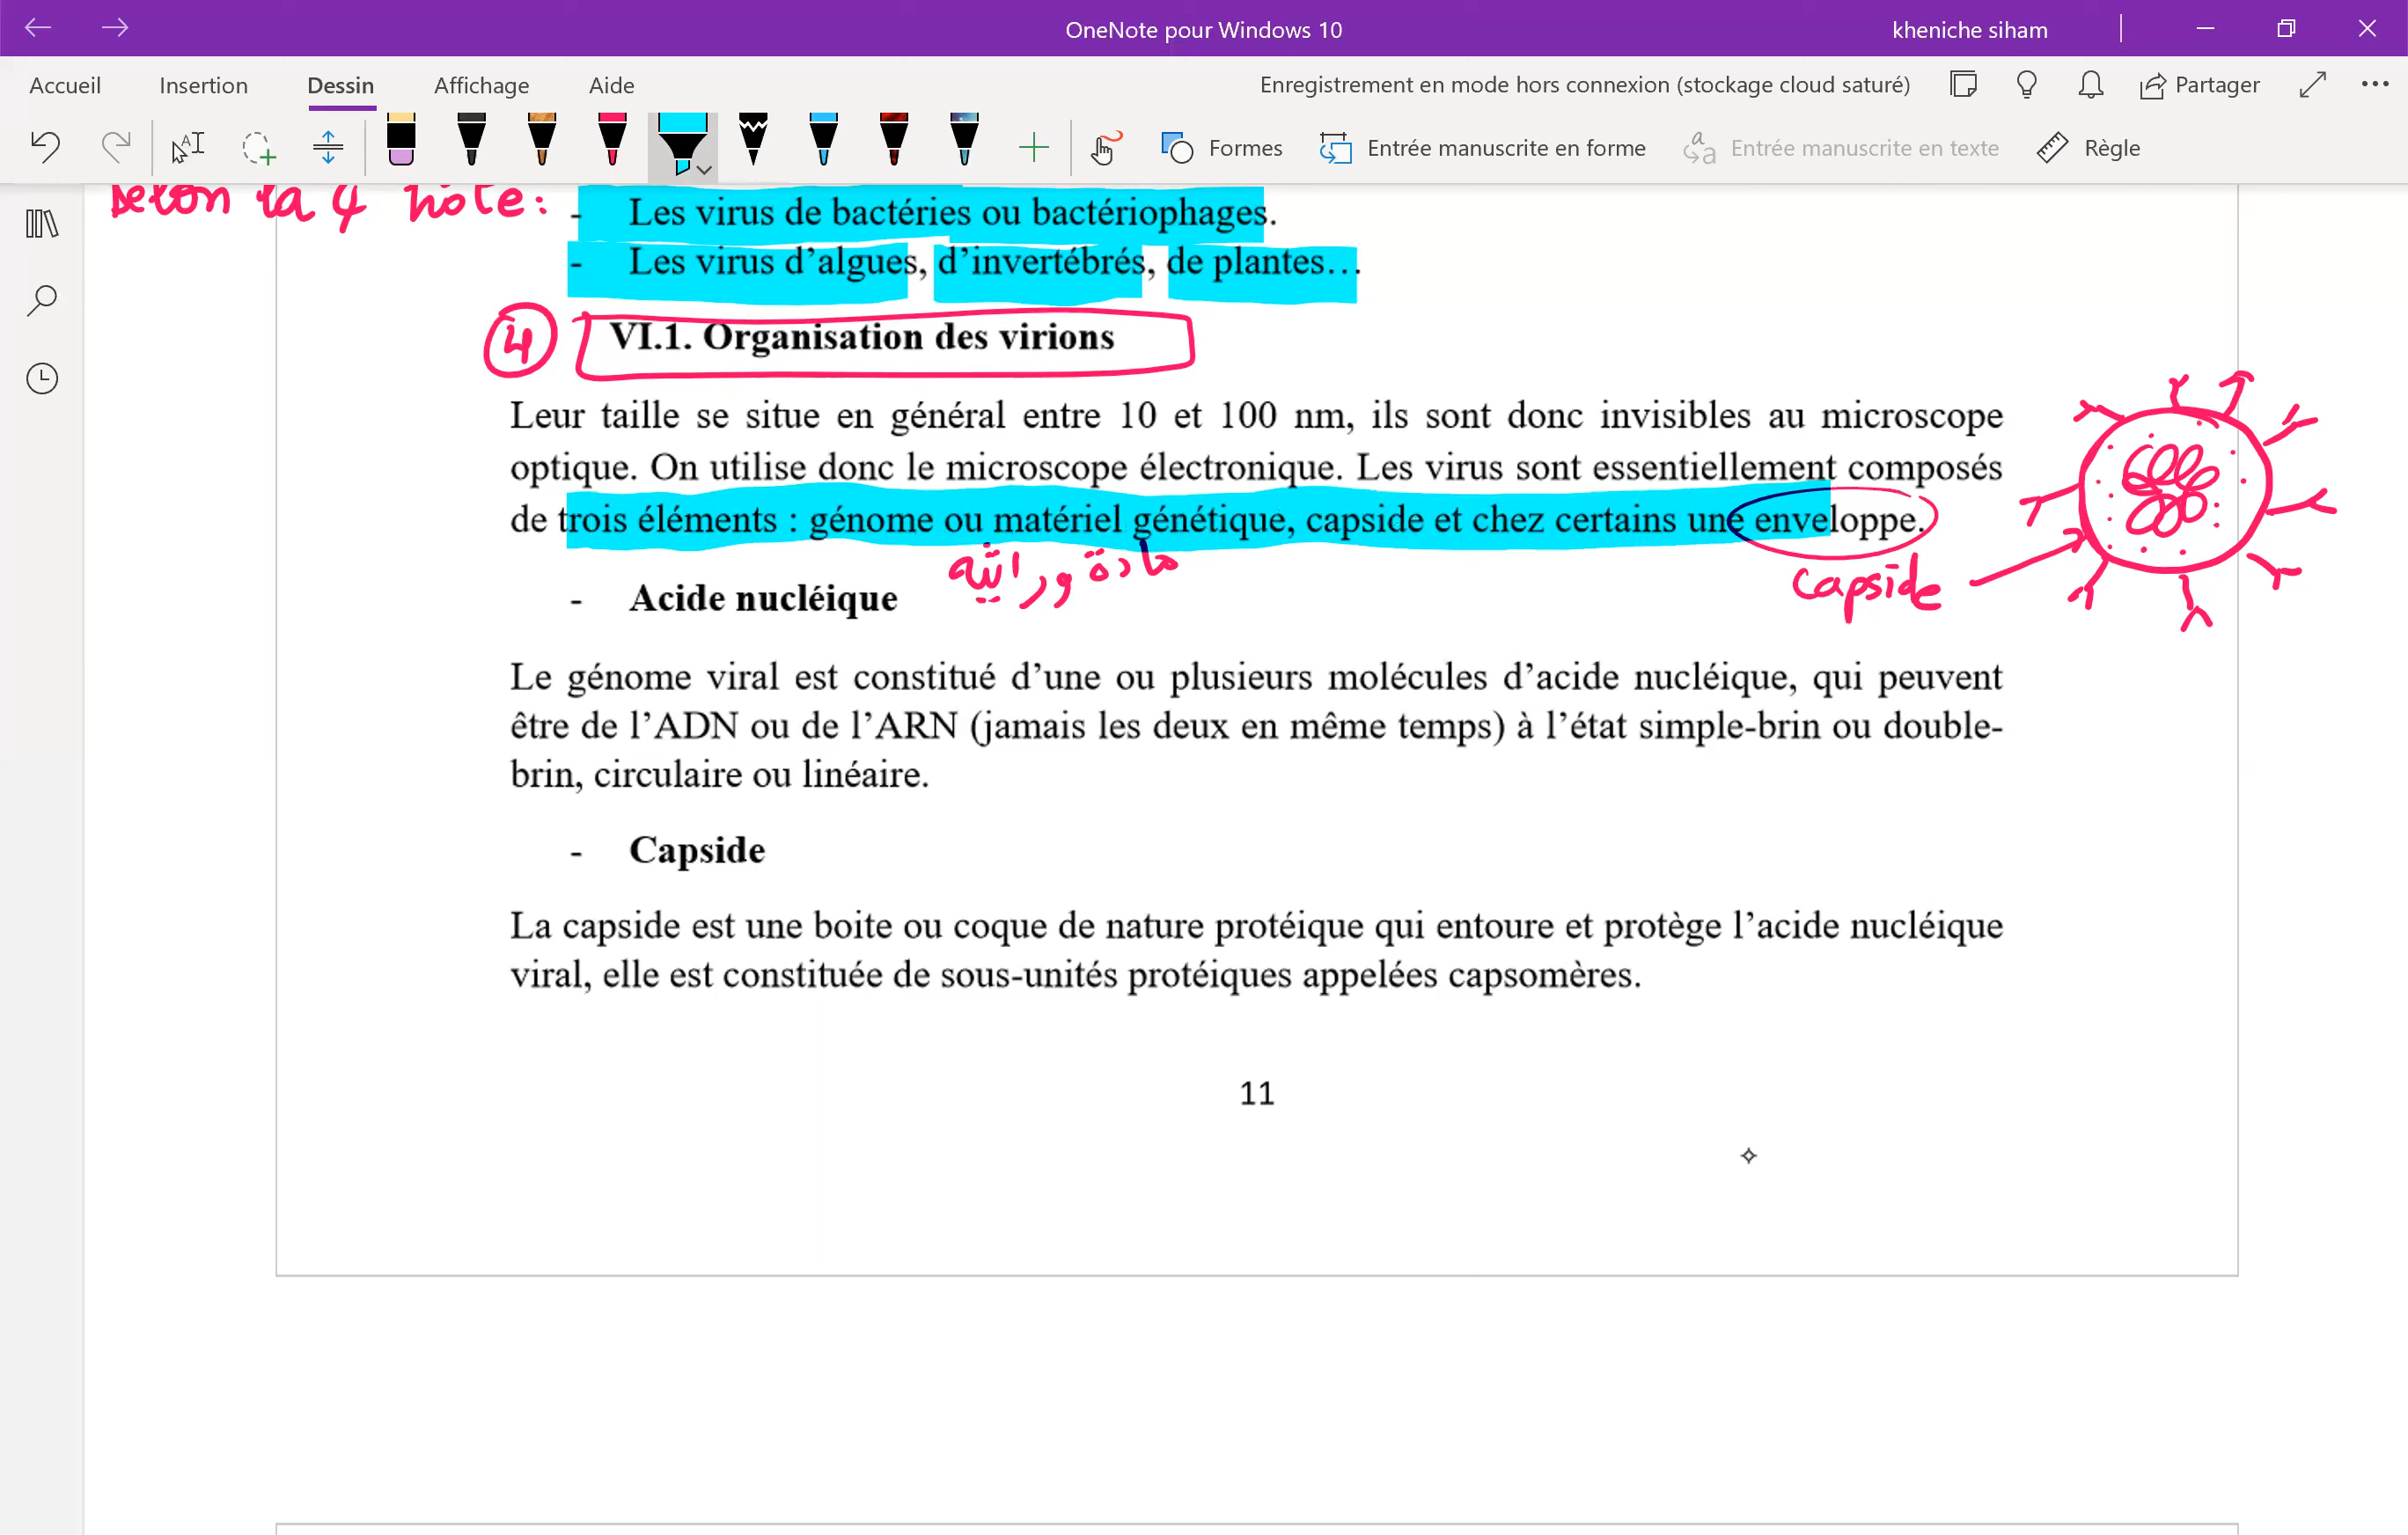 OneNote pour Windows 10
kheniche siham
Accueil Insertion Dessin Affichage Aide
Enregistrement en mode hors connexion (stockage cloud saturé) Partager
Formes Entrée manuscrite en forme Entrée manuscrite en texte Règle
Selon la 4 note:
- Les virus de bactéries ou bactériophages.
- Les virus d’algues, d’invertébrés, de plantes…
4 VI.1. Organisation des virions
Leur taille se situe en général entre 10 et 100 nm, ils sont donc invisibles au microscope
optique. On utilise donc le microscope électronique. Les virus sont essentiellement composés
de trois éléments : génome ou matériel génétique, capside et chez certains une enveloppe.
مادة وراثية
capside
- Acide nucléique
Le génome viral est constitué d’une ou plusieurs molécules d’acide nucléique, qui peuvent
être de l’ADN ou de l’ARN (jamais les deux en même temps) à l’état simple-brin ou double-
brin, circulaire ou linéaire.
- Capside
La capside est une boite ou coque de nature protéique qui entoure et protège l’acide nucléique
viral, elle est constituée de sous-unités protéiques appelées capsomères.
11